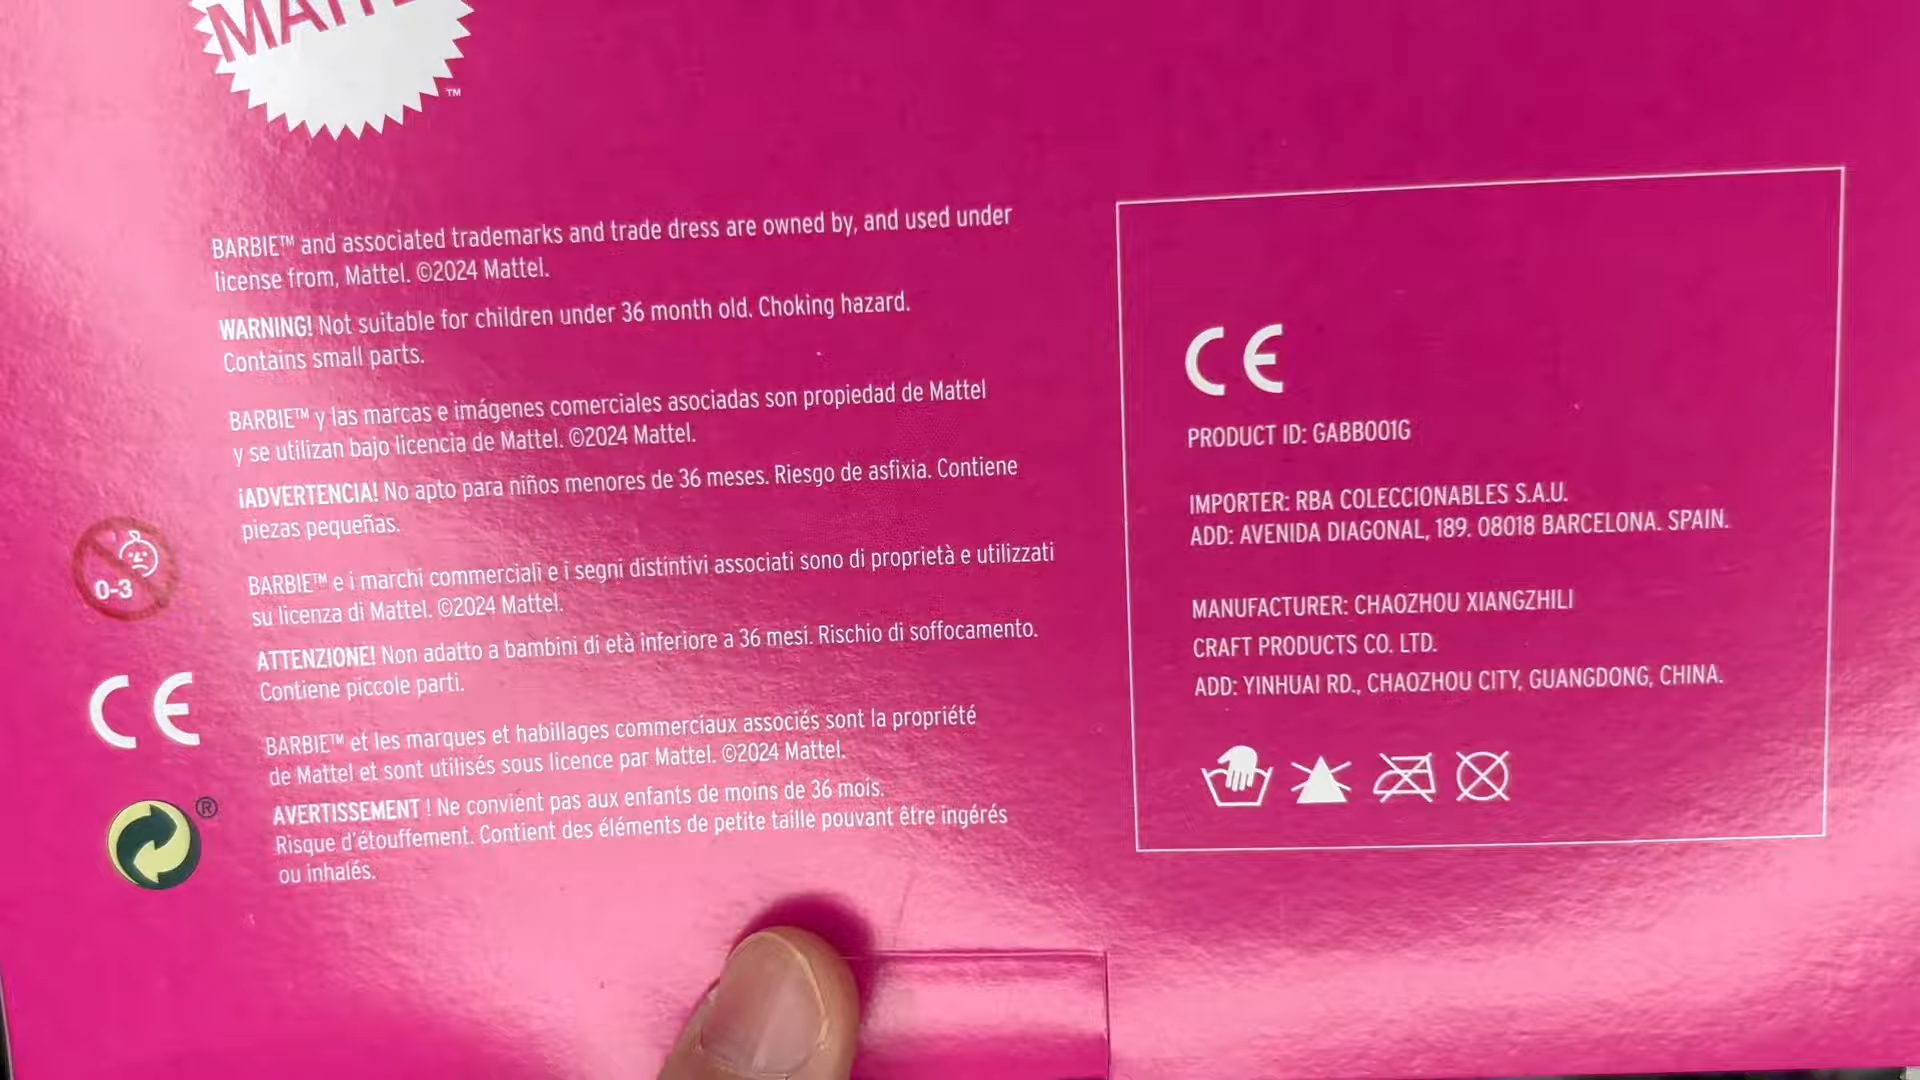 MATTEL
™
BARBIE™ and associated trademarks and trade dress are owned by, and used under
license from, Mattel. ©2024 Mattel.
WARNING! Not suitable for children under 36 month old. Choking hazard.
Contains small parts.
BARBIE™ y las marcas e imágenes comerciales asociadas son propiedad de Mattel
y se utilizan bajo licencia de Mattel. ©2024 Mattel.
¡ADVERTENCIA! No apto para niños menores de 36 meses. Riesgo de asfixia. Contiene
piezas pequeñas.
BARBIE™ e i marchi commerciali e i segni distintivi associati sono di proprietà e utilizzati
su licenza di Mattel. ©2024 Mattel.
ATTENZIONE! Non adatto a bambini di età inferiore a 36 mesi. Rischio di soffocamento.
Contiene piccole parti.
BARBIE™ et les marques et habillages commerciaux associés sont la propriété
de Mattel et sont utilisés sous licence par Mattel. ©2024 Mattel.
AVERTISSEMENT ! Ne convient pas aux enfants de moins de 36 mois.
Risque d'étouffement. Contient des éléments de petite taille pouvant être ingérés
ou inhalés.
0-3
CE
®
CE
PRODUCT ID: GABB001G
IMPORTER: RBA COLECCIONABLES S.A.U.
ADD: AVENIDA DIAGONAL, 189. 08018 BARCELONA. SPAIN.
MANUFACTURER: CHAOZHOU XIANGZHILI
CRAFT PRODUCTS CO. LTD.
ADD: YINHUAI RD., CHAOZHOU CITY, GUANGDONG, CHINA.